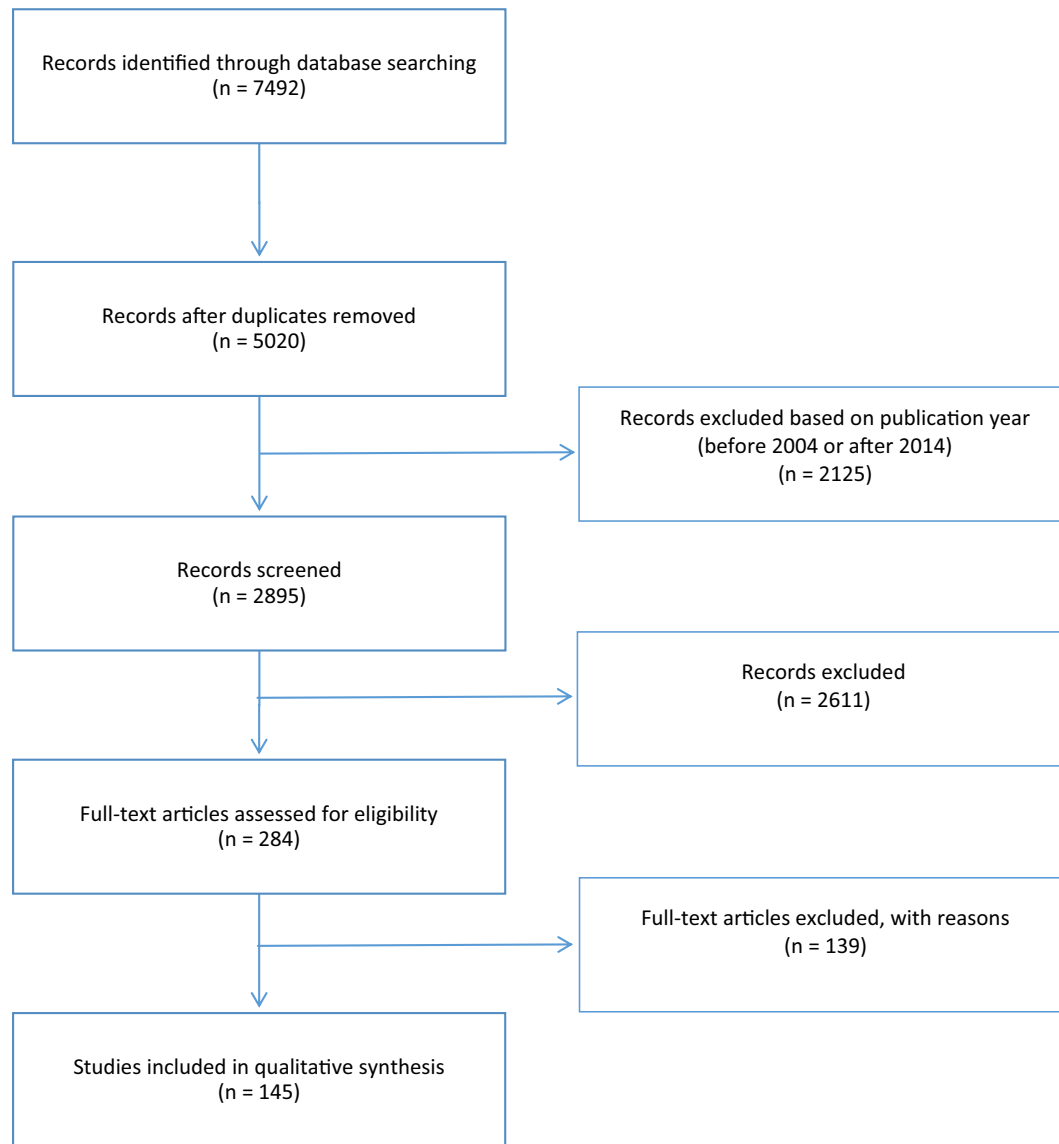 Records identified through database searching
(n = 7492)
Records after duplicates removed
(n = 5020)
Records excluded based on publication year
(before 2004 or after 2014)
(n = 2125)
Records screened
(n = 2895)
Records excluded
(n = 2611)
Full-text articles assessed for eligibility
(n = 284)
Full-text articles excluded, with reasons
(n = 139)
Studies included in qualitative synthesis
(n = 145)